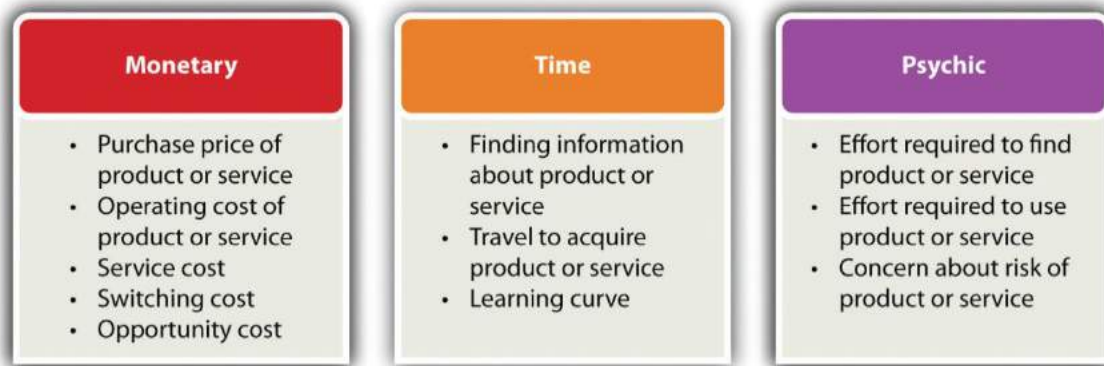 Monetary
• Purchase price of
product or service
• Operating cost of
product or service
• Service cost
• Switching cost
• Opportunity cost
Time
• Finding information
about product or
service
• Travel to acquire
product or service
• Learning curve
Psychic
• Effort required to find
product or service
• Effort required to use
product or service
• Concern about risk of
product or service